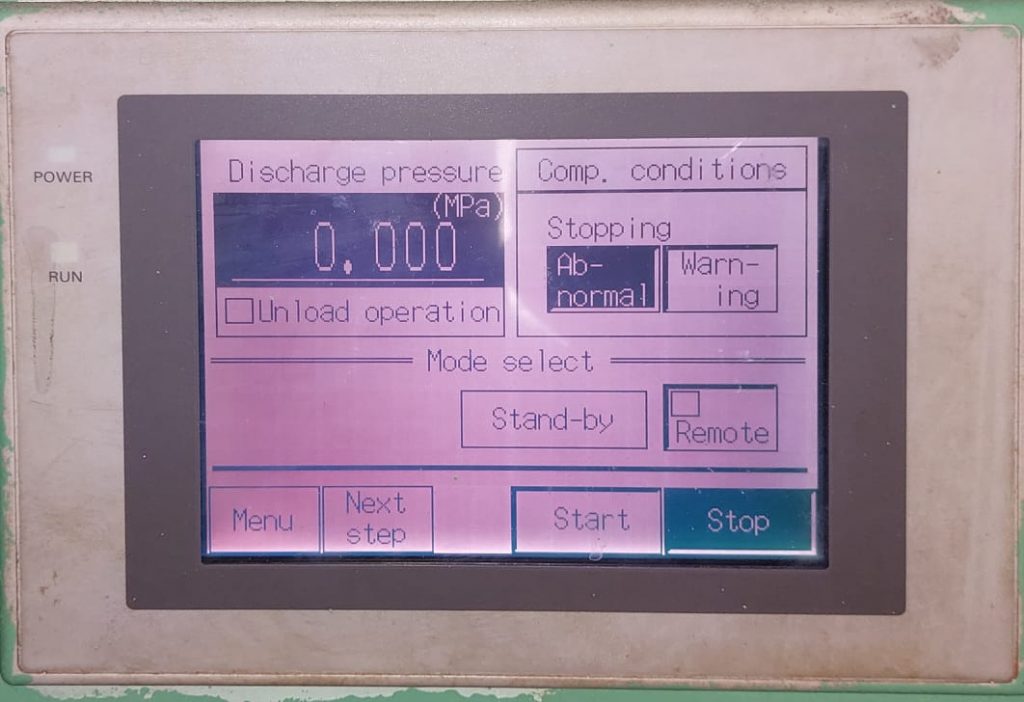 POWER
RUN
Discharge pressure
(MPa)
0.000
Unload operation
Comp. conditions
Stopping
Ab-
normal
Warn-
ing
Mode select
Stand-by
Remote
Menu
Next
step
Start
Stop